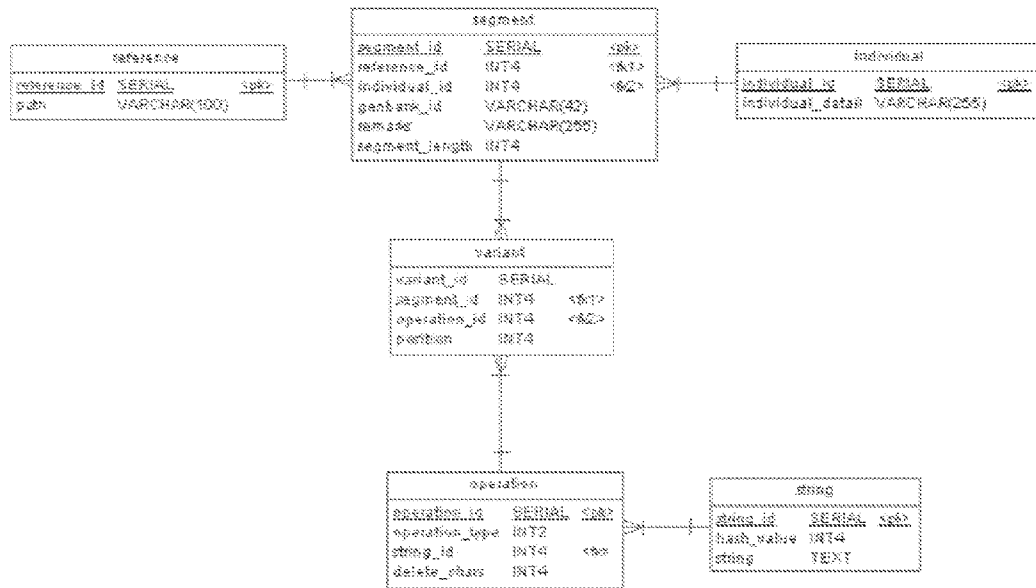 segment
segment_id SERIAL <pk>
reference_id INT4 <fk1>
individual_id INT4 <fk2>
genbank_id VARCHAR(42)
remarks VARCHAR(255)
segment_length INT4
reference
reference_id SERIAL <pk>
path VARCHAR(100)
individual
individual_id SERIAL <pk>
individual_detail VARCHAR(255)
variant
variant_id SERIAL
segment_id INT4 <fk1>
operation_id INT4 <fk2>
position INT4
operation
operation_id SERIAL <pk>
operation_type INT2
string_id INT4 <fk>
delete_chars INT4
string
string_id SERIAL <pk>
hash_value INT4
string TEXT